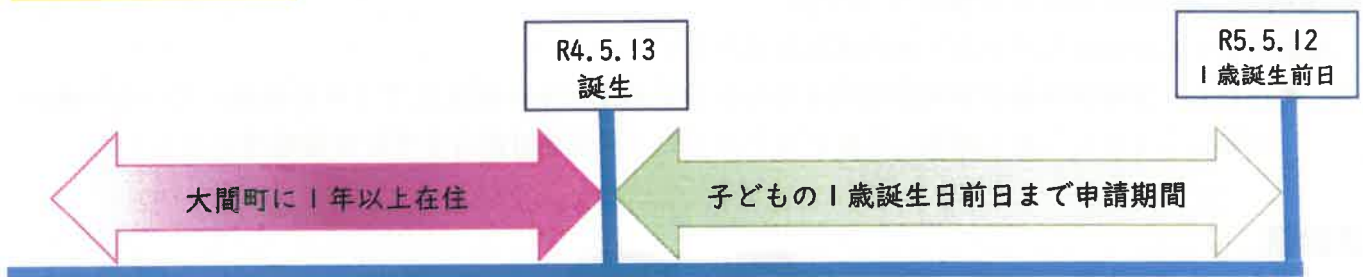 R4.5.13
誕生
R5.5.12
1歳誕生前日
大間町に1年以上在住
子どもの1歳誕生日前日まで申請期間